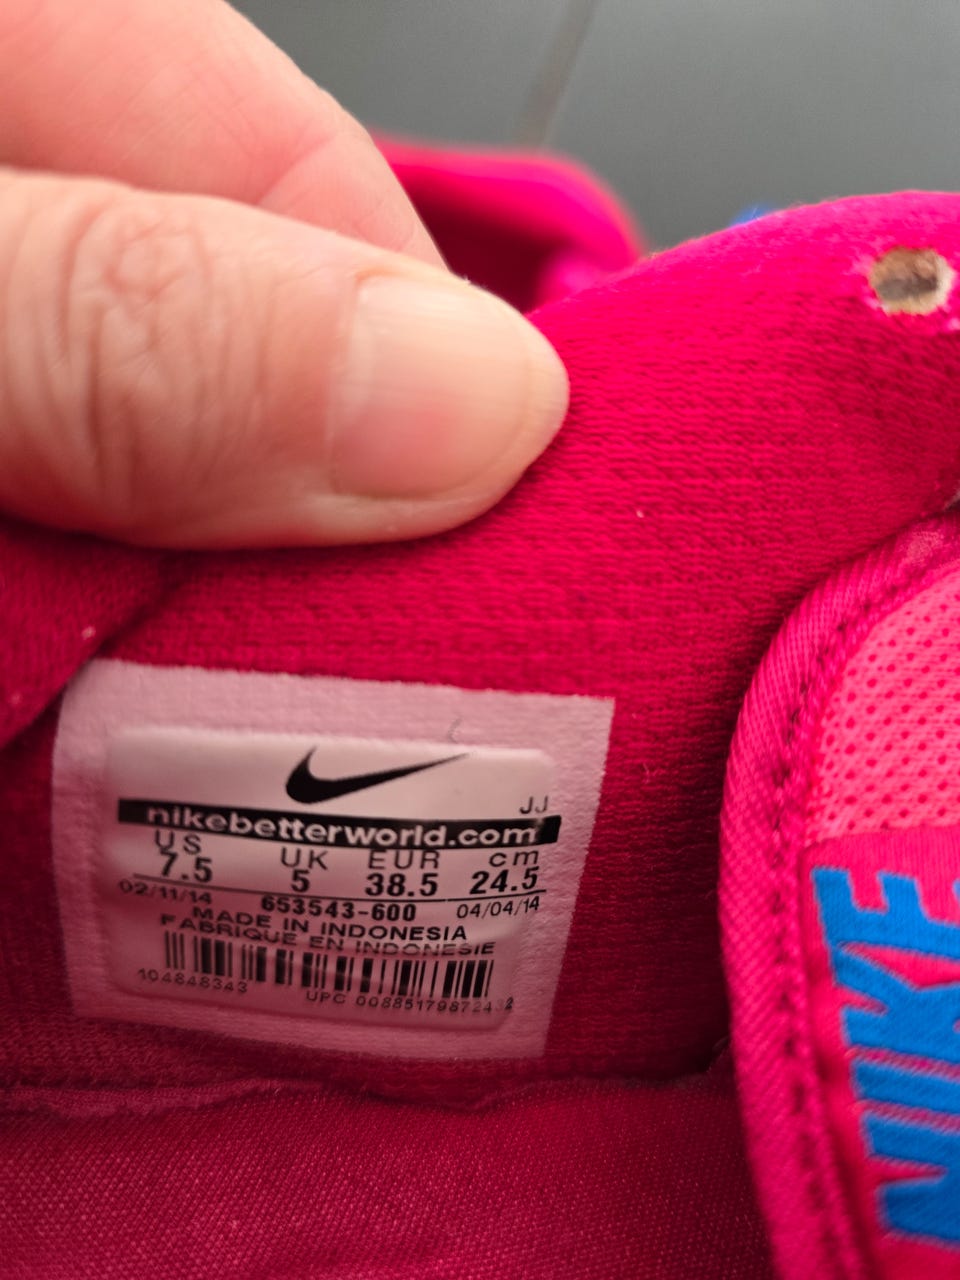 JJ
nikebetterworld.com
US UK EUR cm
7.5 5 38.5 24.5
02/11/14 653543-600 04/04/14
MADE IN INDONESIA
FABRIQUE EN INDONESIE
104848343
UPC 00885179872432
NIKE